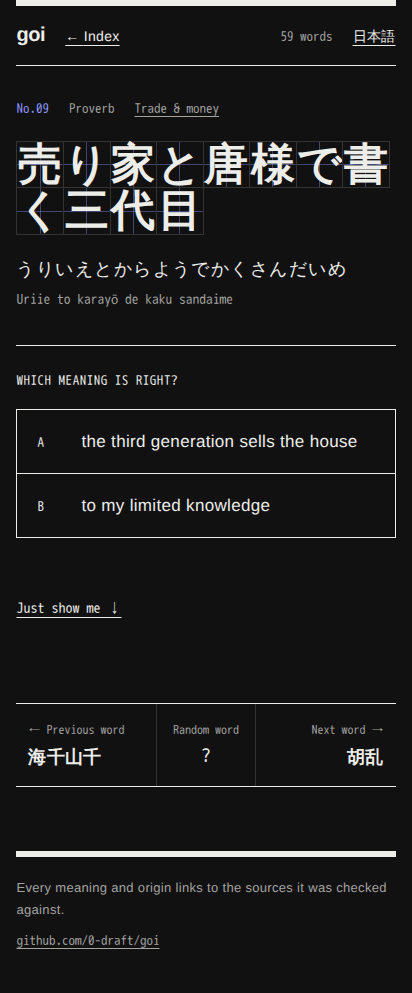 goi ← Index 59 words 日本語
No.09 Proverb Trade & money
売り家と唐様で書
く三代目
うりいえとからようでかくさんだいめ
Uriie to karayō de kaku sandaime
WHICH MEANING IS RIGHT?
A the third generation sells the house
B to my limited knowledge
Just show me ↓
← Previous word Random word Next word →
海千山千 ? 胡乱
Every meaning and origin links to the sources it was checked
against.
github.com/0-draft/goi